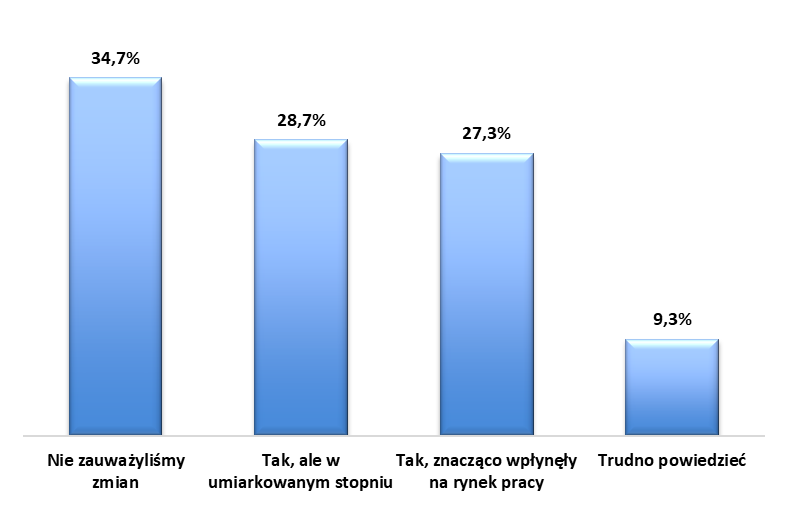 34,7%
28,7%
27,3%
9,3%
Nie zauważyliśmy
zmian
Tak, ale w
umiarkowanym stopniu
Tak, znacząco wpłynęły
na rynek pracy
Trudno powiedzieć